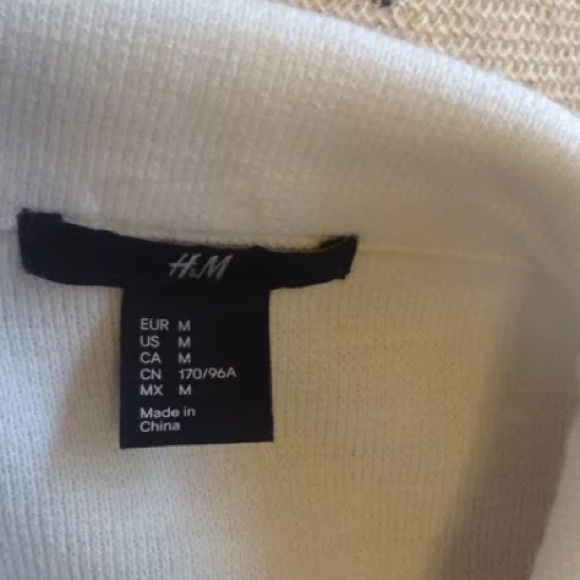 H&M
EUR M
US M
CA M
CN 170/96A
MX M
Made in
China